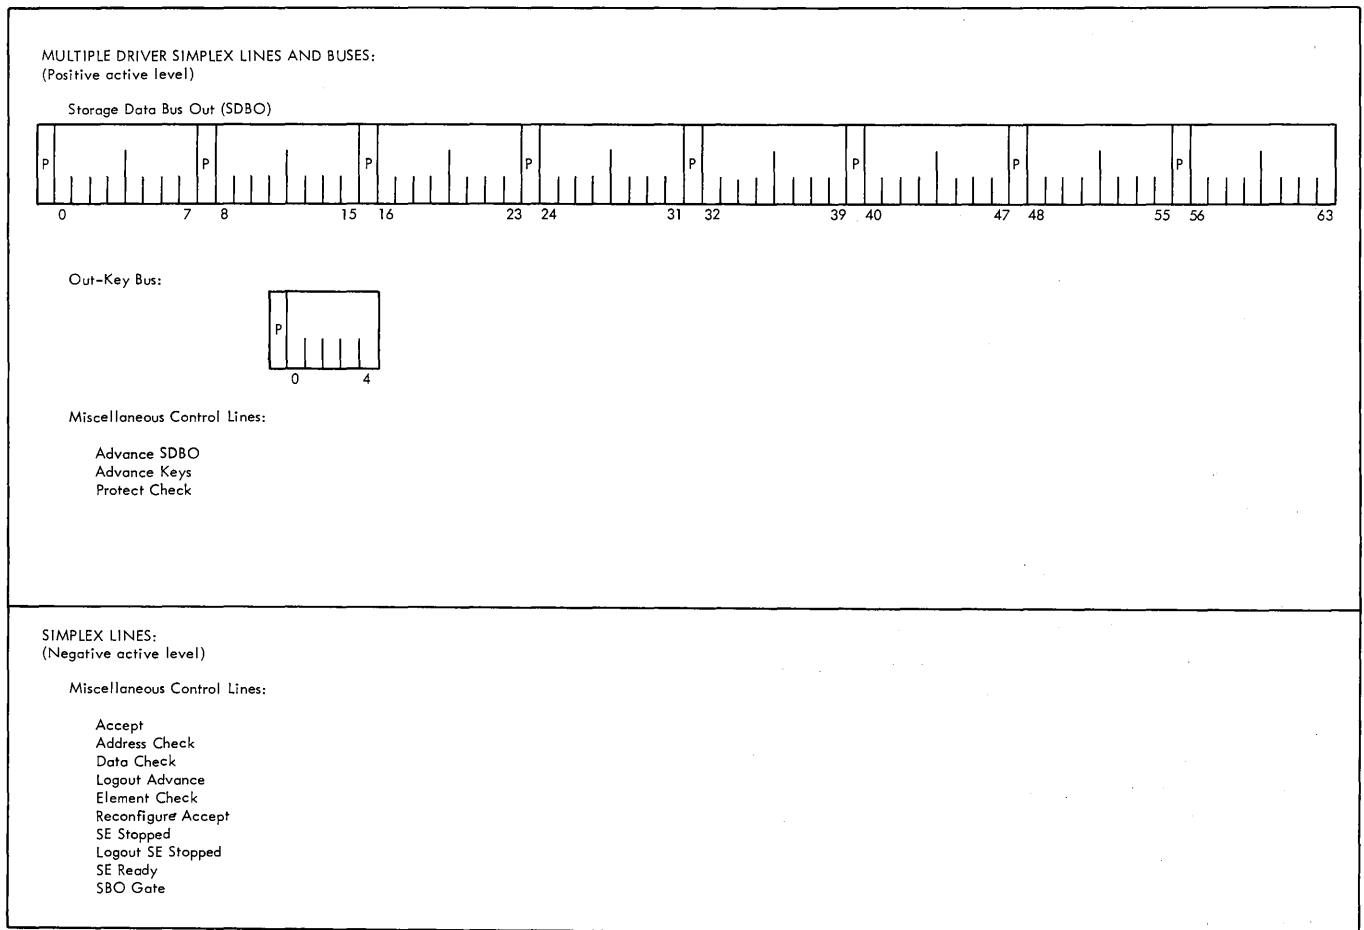 MULTIPLE DRIVER SIMPLEX LINES AND BUSES:
(Positive active level)
Storage Data Bus Out (SDBO)
P P P P P P P P
0 7 8 15 16 23 24 31 32 39 40 47 48 55 56 63
Out-Key Bus:
P
0 4
Miscellaneous Control Lines:
Advance SDBO
Advance Keys
Protect Check
SIMPLEX LINES:
(Negative active level)
Miscellaneous Control Lines:
Accept
Address Check
Data Check
Logout Advance
Element Check
Reconfigure Accept
SE Stopped
Logout SE Stopped
SE Ready
SBO Gate